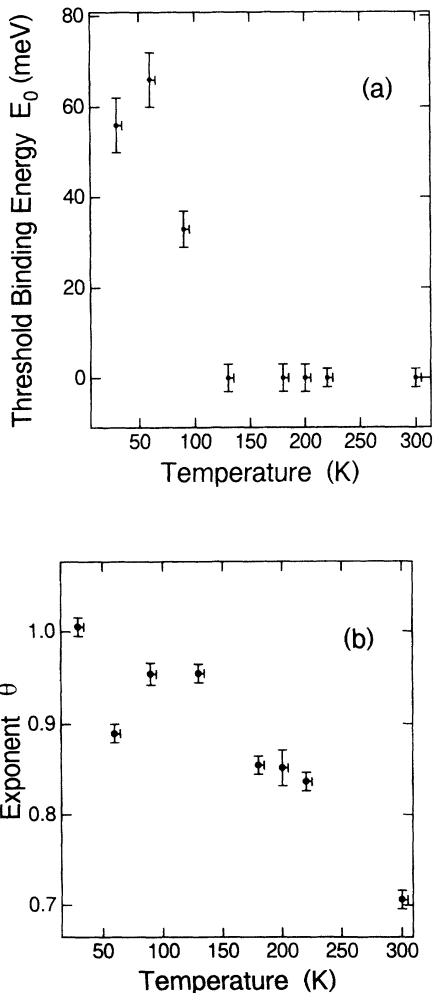 80
60
40
20
0
Threshold Binding Energy E₀ (meV)
(a)
50 100 150 200 250 300
Temperature (K)
1.0
0.9
0.8
0.7
Exponent θ
(b)
50 100 150 200 250 300
Temperature (K)